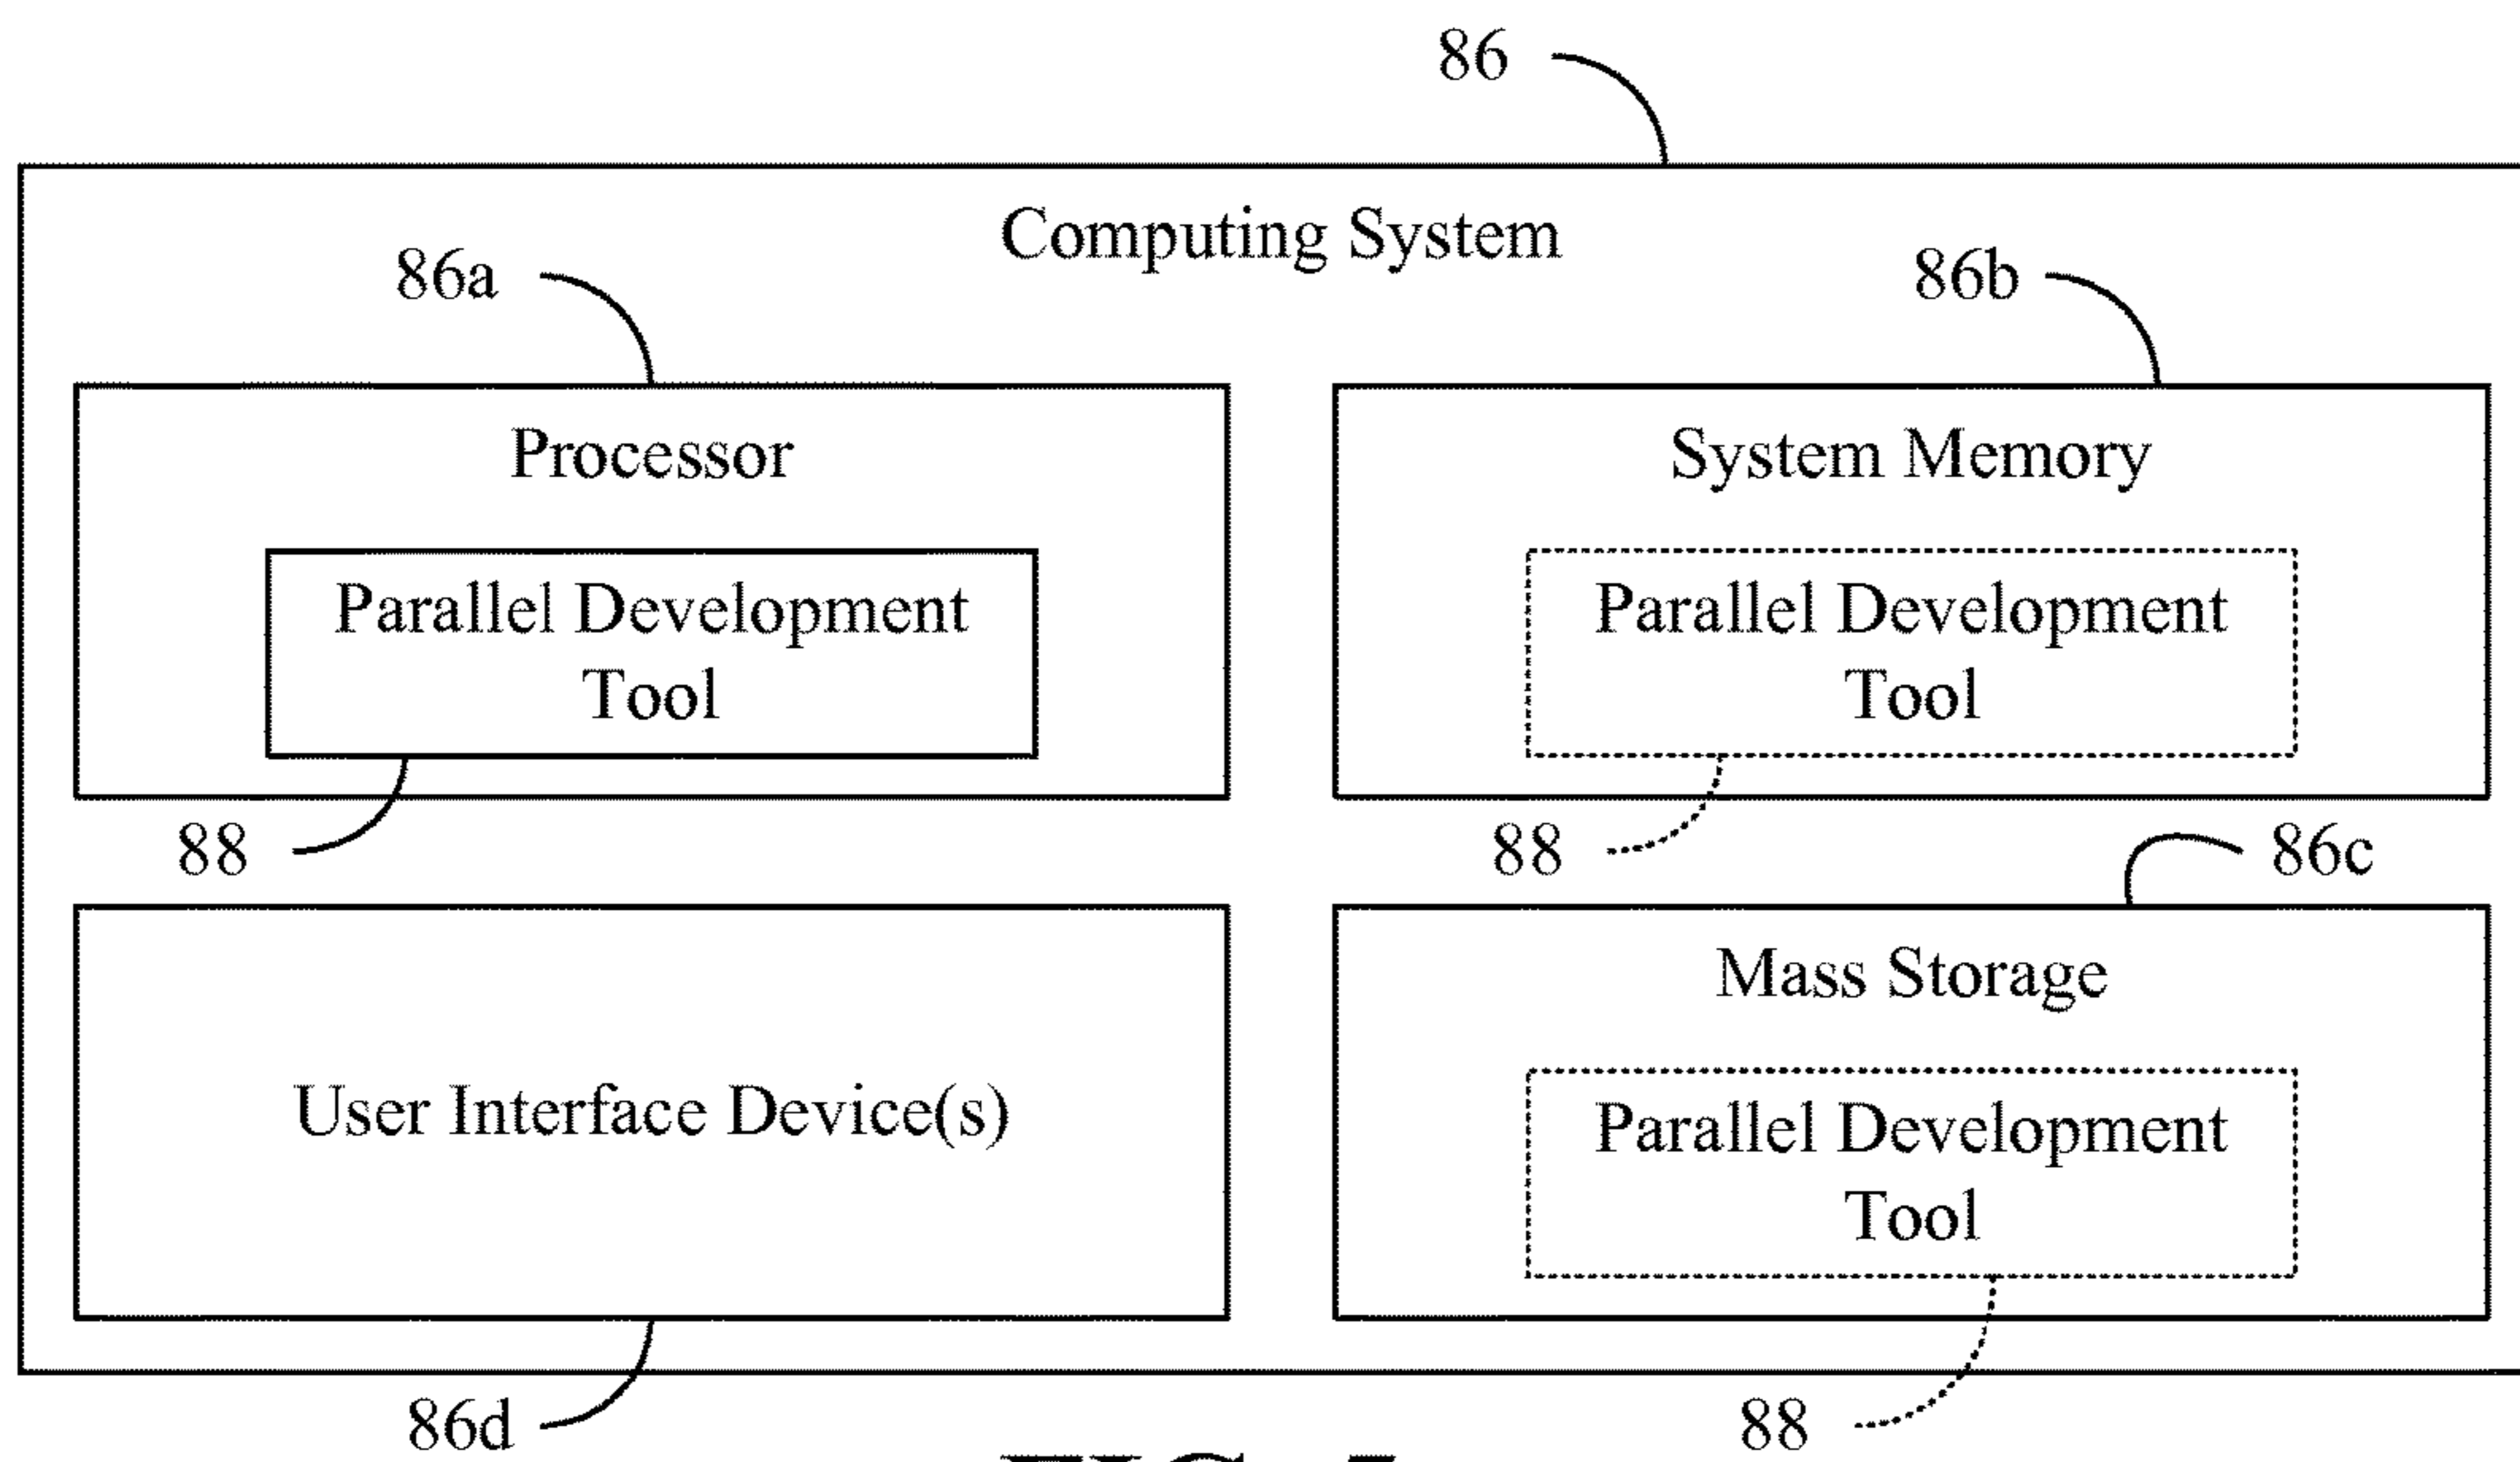 86
Computing System
86a
86b
Processor
System Memory
Parallel Development
Tool
Parallel Development
Tool
88
88
86c
Mass Storage
User Interface Device(s)
Parallel Development
Tool
86d
88